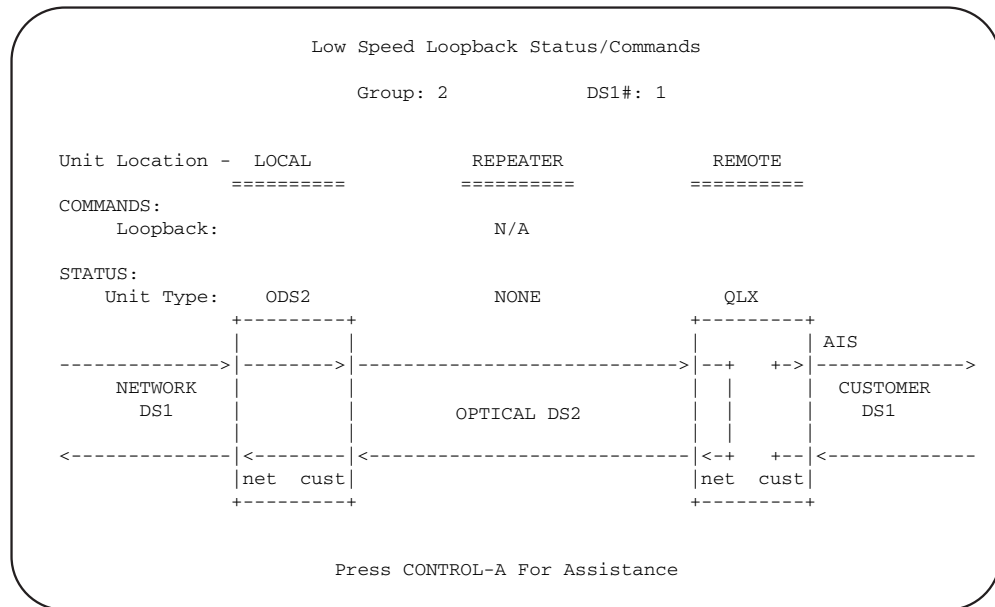 Low Speed Loopback Status/Commands
Group: 2 DS1#: 1
Unit Location - LOCAL REPEATER REMOTE
========== ========== ==========
COMMANDS:
Loopback: N/A
STATUS:
Unit Type: ODS2 NONE QLX
+---------+ +---------+
| | | | AIS
-------------->|-------->|---------------------------->|--+ +->|------------->
NETWORK | | | | | CUSTOMER
DS1 | | OPTICAL DS2 | | | DS1
| | | | |
<--------------|<--------|<----------------------------|<-+ +--|<-------------
|net cust| |net cust|
+---------+ +---------+
Press CONTROL-A For Assistance